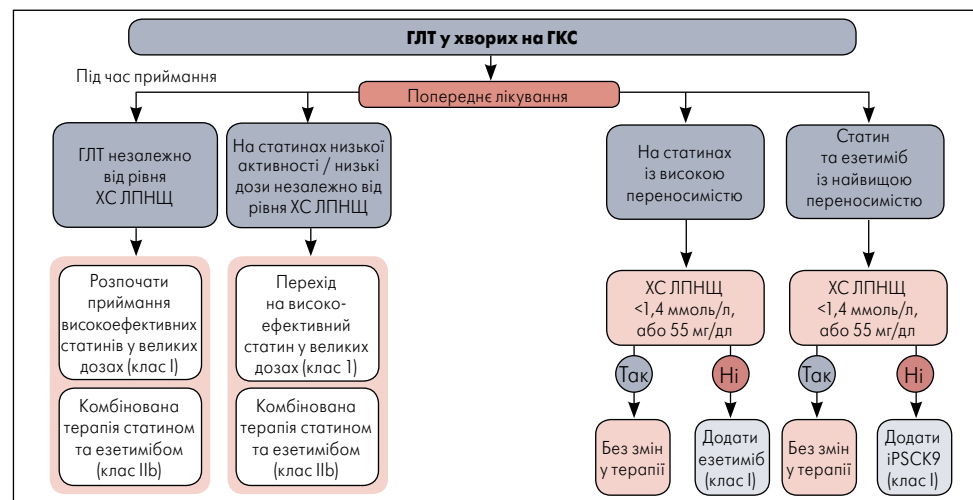 ГЛТ у хворих на ГКС
Під час приймання
Попереднє лікування
ГЛТ незалежно
від рівня
ХС ЛПНЩ
На статинах низької
активності / низькі
дози незалежно від
рівня ХС ЛПНЩ
На статинах
із високою
переносимістю
Статин
та езетиміб
із найвищою
переносимістю
Розпочати
приймання
високоефективних
статинів у великих
дозах (клас I)
Перехід
на високо-
ефективний
статин у великих
дозах (клас 1)
ХС ЛПНЩ
<1,4 ммоль/л,
або 55 мг/дл
ХС ЛПНЩ
<1,4 ммоль/л,
або 55 мг/дл
Так
Ні
Так
Ні
Комбінована
терапія статином
та езетимібом
(клас IIb)
Комбінована
терапія статином
та езетимібом
(клас IIb)
Без змін
у терапії
Додати
езетиміб
(клас I)
Без змін
у терапії
Додати
iPSCK9
(клас I)